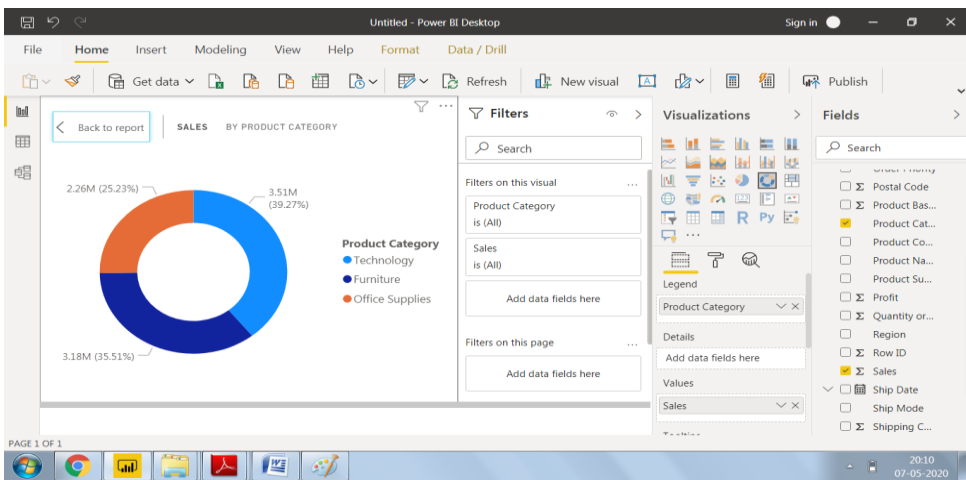 Untitled - Power BI Desktop
Sign in
File Home Insert Modeling View Help Format Data / Drill
Get data
Refresh
New visual
A
Publish
Back to report
SALES BY PRODUCT CATEGORY
2.26M (25.23%)
3.51M
(39.27%)
3.18M (35.51%)
Product Category
Technology
Furniture
Office Supplies
Filters
Search
Filters on this visual ...
Product Category
is (All)
Sales
is (All)
Add data fields here
Filters on this page ...
Add data fields here
Visualizations
R Py
...
Legend
Product Category
Details
Add data fields here
Values
Sales
Fields
Search
Σ Postal Code
Σ Product Bas...
Product Cat...
Product Co...
Product Na...
Product Su...
Σ Profit
Σ Quantity or...
Region
Σ Row ID
Σ Sales
Ship Date
Ship Mode
Σ Shipping C...
PAGE 1 OF 1
20:10
07-05-2020